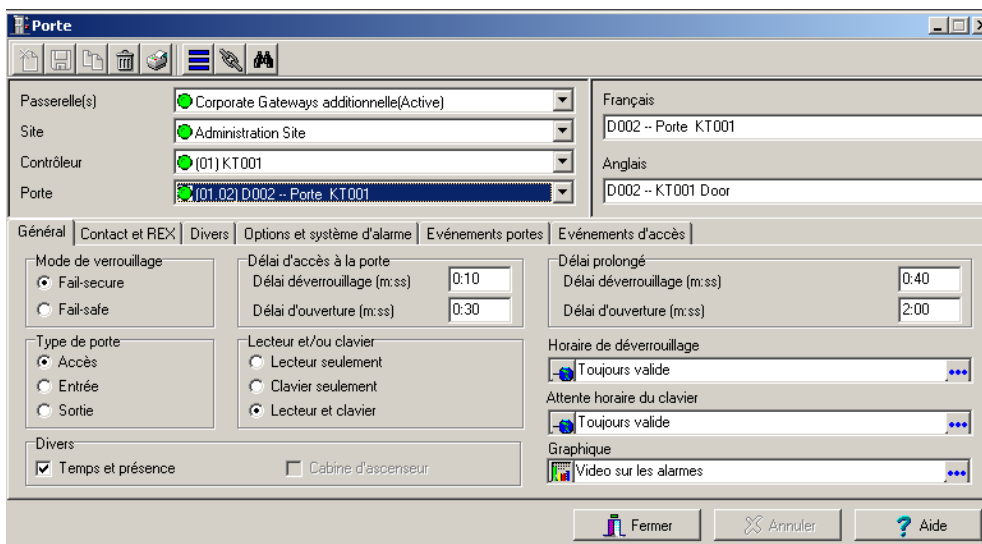 Porte
Passerelle(s)
Corporate Gateways additionnelle(Active)
Site
Administration Site
Contrôleur
(01) KT001
Porte
(01.02) D002 -- Porte KT001
Français
D002 -- Porte KT001
Anglais
D002 -- KT001 Door
Général
Contact et REX
Divers
Options et système d'alarme
Evénements portes
Evénements d'accès
Mode de verrouillage
Fail-secure
Fail-safe
Délai d'accès à la porte
Délai déverrouillage (m:ss)
0:10
Délai d'ouverture (m:ss)
0:30
Délai prolongé
Délai déverrouillage (m:ss)
0:40
Délai d'ouverture (m:ss)
2:00
Type de porte
Accès
Entrée
Sortie
Lecteur et/ou clavier
Lecteur seulement
Clavier seulement
Lecteur et clavier
Horaire de déverrouillage
Toujours valide
Attente horaire du clavier
Toujours valide
Graphique
Video sur les alarmes
Divers
Temps et présence
Cabine d'ascenseur
Fermer
Annuler
Aide